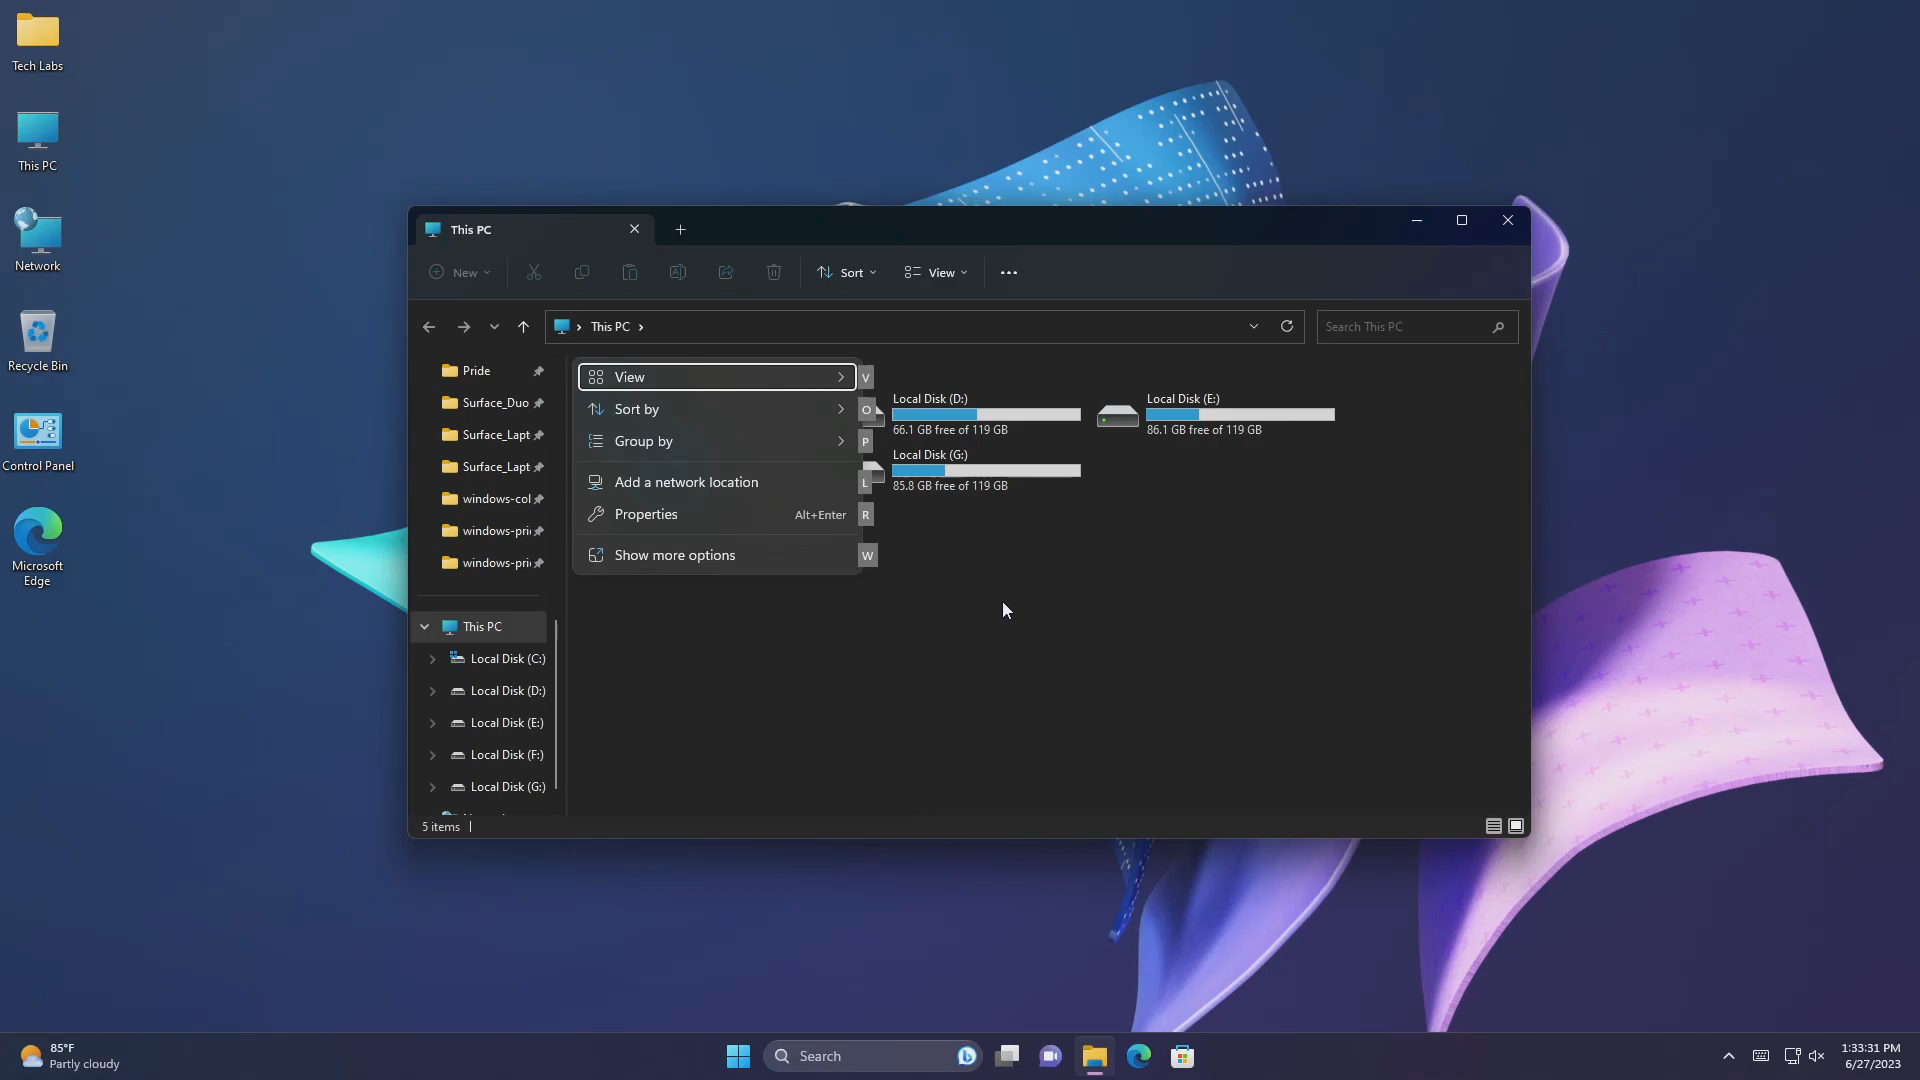 Tech Labs
This PC
Network
Recycle Bin
Control Panel
Microsoft
Edge
This PC
New
Sort
View
This PC
Search This PC
Pride
Surface_Duo
Surface_Lapt
Surface_Lapt
windows-col
windows-pri
windows-pri
This PC
Local Disk (C:)
Local Disk (D:)
Local Disk (E:)
Local Disk (F:)
Local Disk (G:)
View V
Sort by O
Group by P
Add a network location L
Properties Alt+Enter R
Show more options W
Local Disk (D:)
66.1 GB free of 119 GB
Local Disk (E:)
86.1 GB free of 119 GB
Local Disk (G:)
85.8 GB free of 119 GB
5 items
85°F
Partly cloudy
Search
1:33:31 PM
6/27/2023